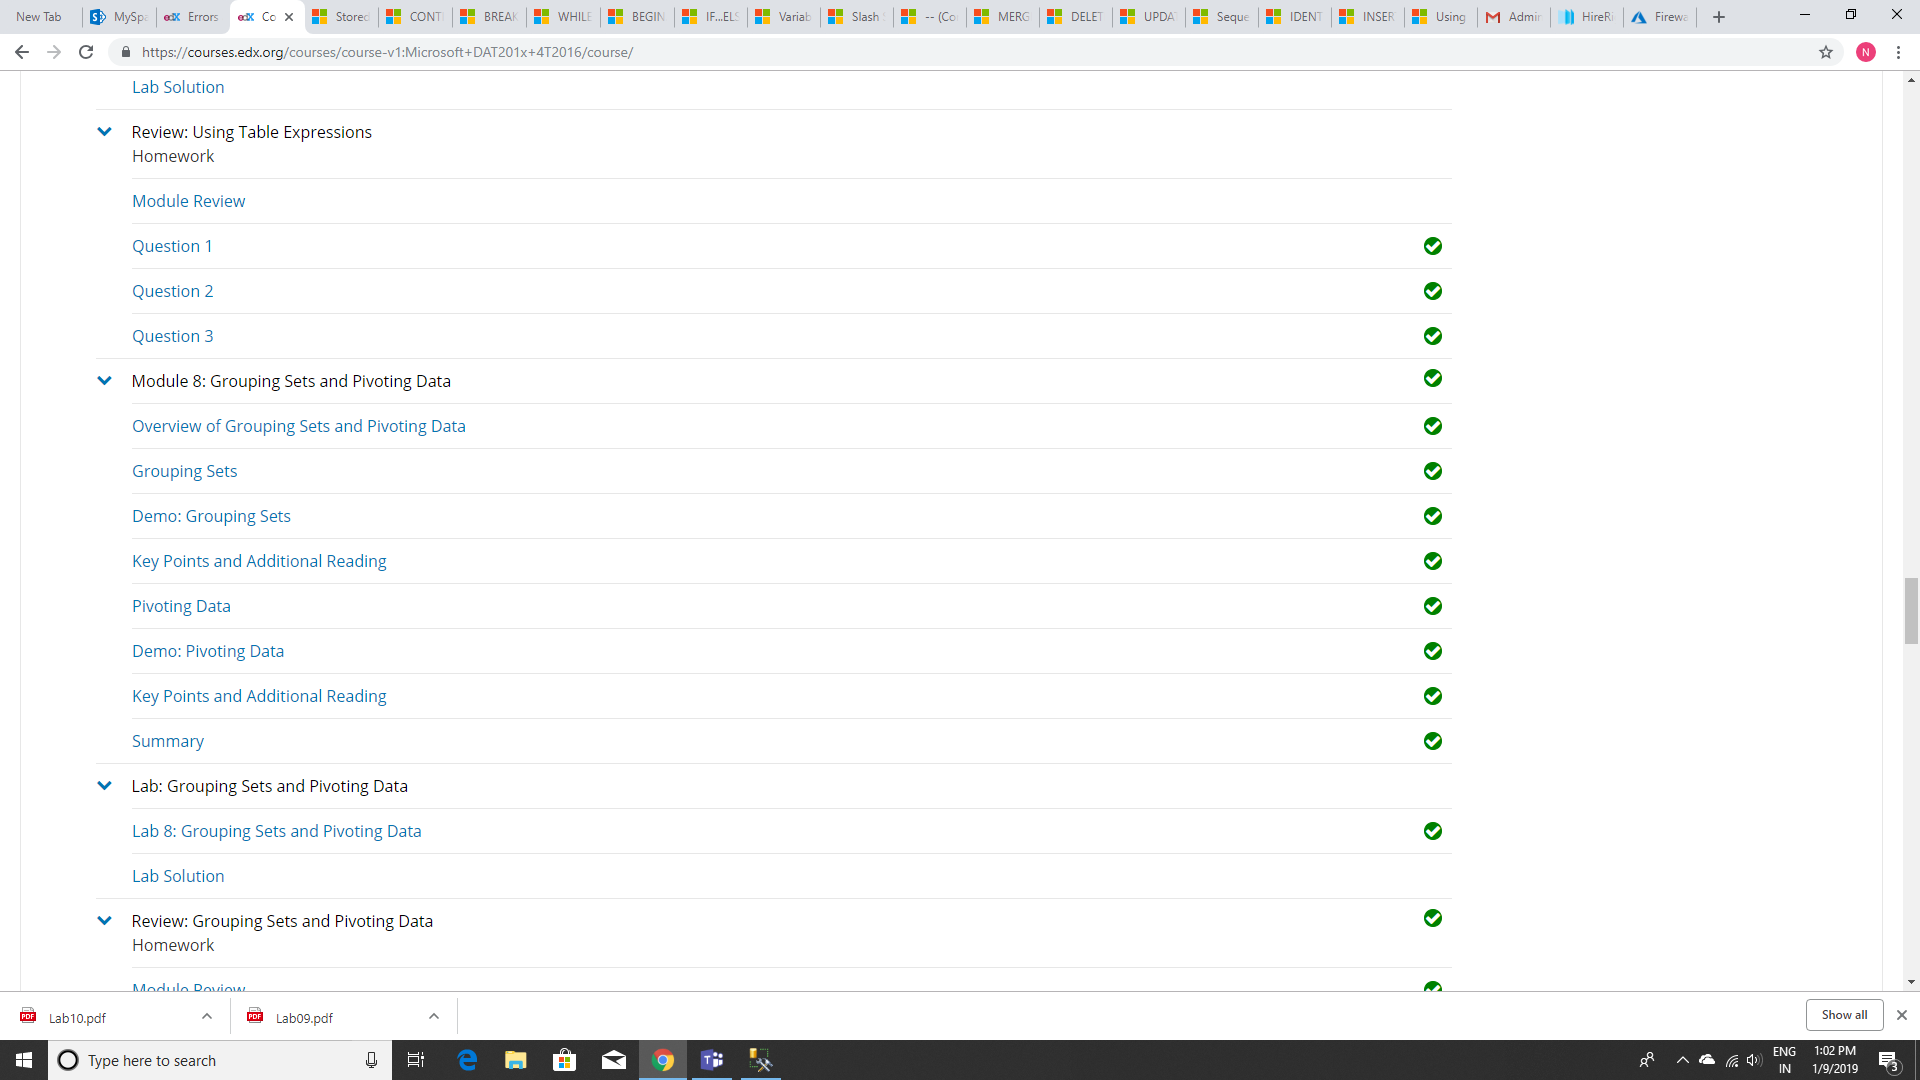 New Tab
MySp
Errors
Co
Stored
CONTI
BREAK
WHILE
BEGIN
IF...ELS
Variab
Slash
-- (Co
MERG
DELET
UPDA
Seque
IDENT
INSER
Using
Admin
HireRi
Firewa
https://courses.edx.org/courses/course-v1:Microsoft+DAT201x+4T2016/course/
N
Lab Solution
Review: Using Table Expressions
Homework
Module Review
Question 1
Question 2
Question 3
Module 8: Grouping Sets and Pivoting Data
Overview of Grouping Sets and Pivoting Data
Grouping Sets
Demo: Grouping Sets
Key Points and Additional Reading
Pivoting Data
Demo: Pivoting Data
Key Points and Additional Reading
Summary
Lab: Grouping Sets and Pivoting Data
Lab 8: Grouping Sets and Pivoting Data
Lab Solution
Review: Grouping Sets and Pivoting Data
Homework
Module Review
Lab10.pdf
Lab09.pdf
Show all
Type here to search
ENG
IN
1:02 PM
1/9/2019
3